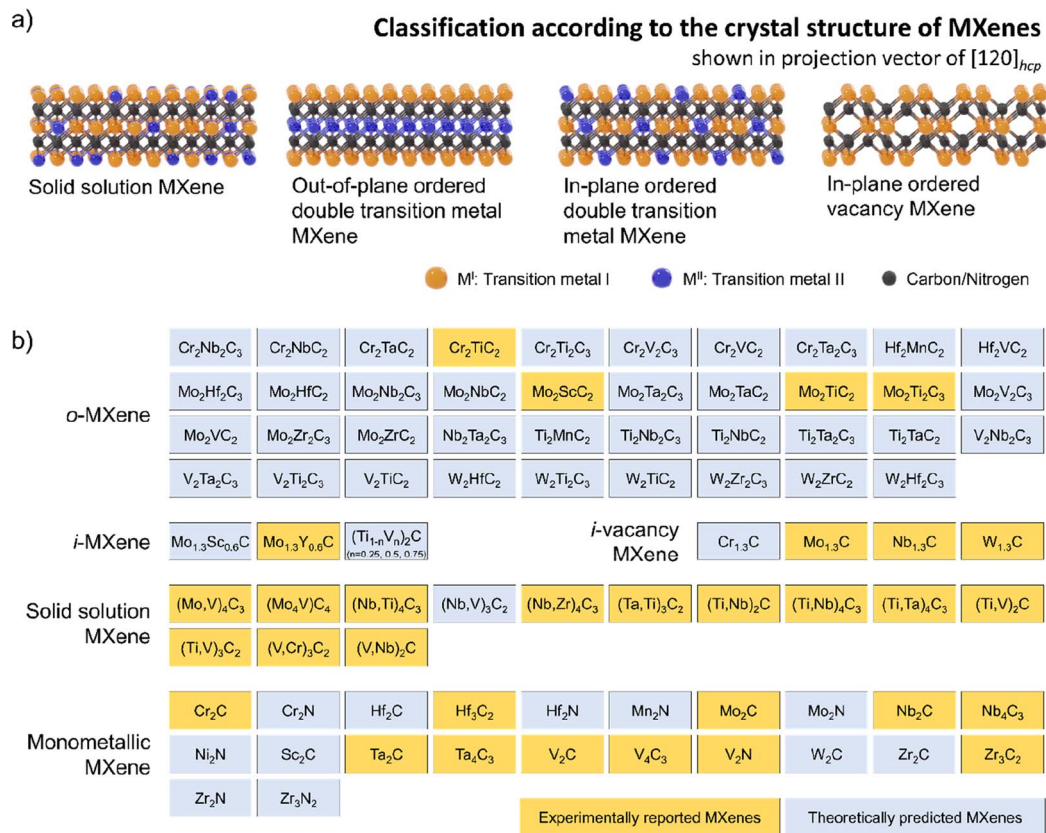 a)
Classification according to the crystal structure of MXenes
shown in projection vector of [120]hcp
Solid solution MXene
Out-of-plane ordered
double transition metal
MXene
In-plane ordered
double transition
metal MXene
In-plane ordered
vacancy MXene
Mᴵ: Transition metal I
Mᴵᴵ: Transition metal II
Carbon/Nitrogen
b)
o-MXene
Cr₂Nb₂C₃ Cr₂NbC₂ Cr₂TaC₂ Cr₂TiC₂ Cr₂Ti₂C₃ Cr₂V₂C₃ Cr₂VC₂ Cr₂Ta₂C₃ Hf₂MnC₂ Hf₂VC₂
Mo₂Hf₂C₃ Mo₂HfC₂ Mo₂Nb₂C₃ Mo₂NbC₂ Mo₂ScC₂ Mo₂Ta₂C₃ Mo₂TaC₂ Mo₂TiC₂ Mo₂Ti₂C₃ Mo₂V₂C₃
Mo₂VC₂ Mo₂Zr₂C₃ Mo₂ZrC₂ Nb₂Ta₂C₃ Ti₂MnC₂ Ti₂Nb₂C₃ Ti₂NbC₂ Ti₂Ta₂C₃ Ti₂TaC₂ V₂Nb₂C₃
V₂Ta₂C₃ V₂Ti₂C₃ V₂TiC₂ W₂HfC₂ W₂Ti₂C₃ W₂TiC₂ W₂Zr₂C₃ W₂ZrC₂ W₂Hf₂C₃
i-MXene
Mo₁.₃Sc₀.₆C Mo₁.₃Y₀.₆C (Ti₁₋ₙVₙ)₂C
(n=0.25, 0.5, 0.75)
i-vacancy
MXene
Cr₁.₃C Mo₁.₃C Nb₁.₃C W₁.₃C
Solid solution
MXene
(Mo,V)₄C₃ (Mo₄V)C₄ (Nb,Ti)₄C₃ (Nb,V)₃C₂ (Nb,Zr)₄C₃ (Ta,Ti)₃C₂ (Ti,Nb)₂C (Ti,Nb)₄C₃ (Ti,Ta)₄C₃ (Ti,V)₂C
(Ti,V)₃C₂ (V,Cr)₃C₂ (V,Nb)₂C
Monometallic
MXene
Cr₂C Cr₂N Hf₂C Hf₃C₂ Hf₂N Mn₂N Mo₂C Mo₂N Nb₂C Nb₄C₃
Ni₂N Sc₂C Ta₂C Ta₄C₃ V₂C V₄C₃ V₂N W₂C Zr₂C Zr₃C₂
Zr₂N Zr₃N₂
Experimentally reported MXenes
Theoretically predicted MXenes